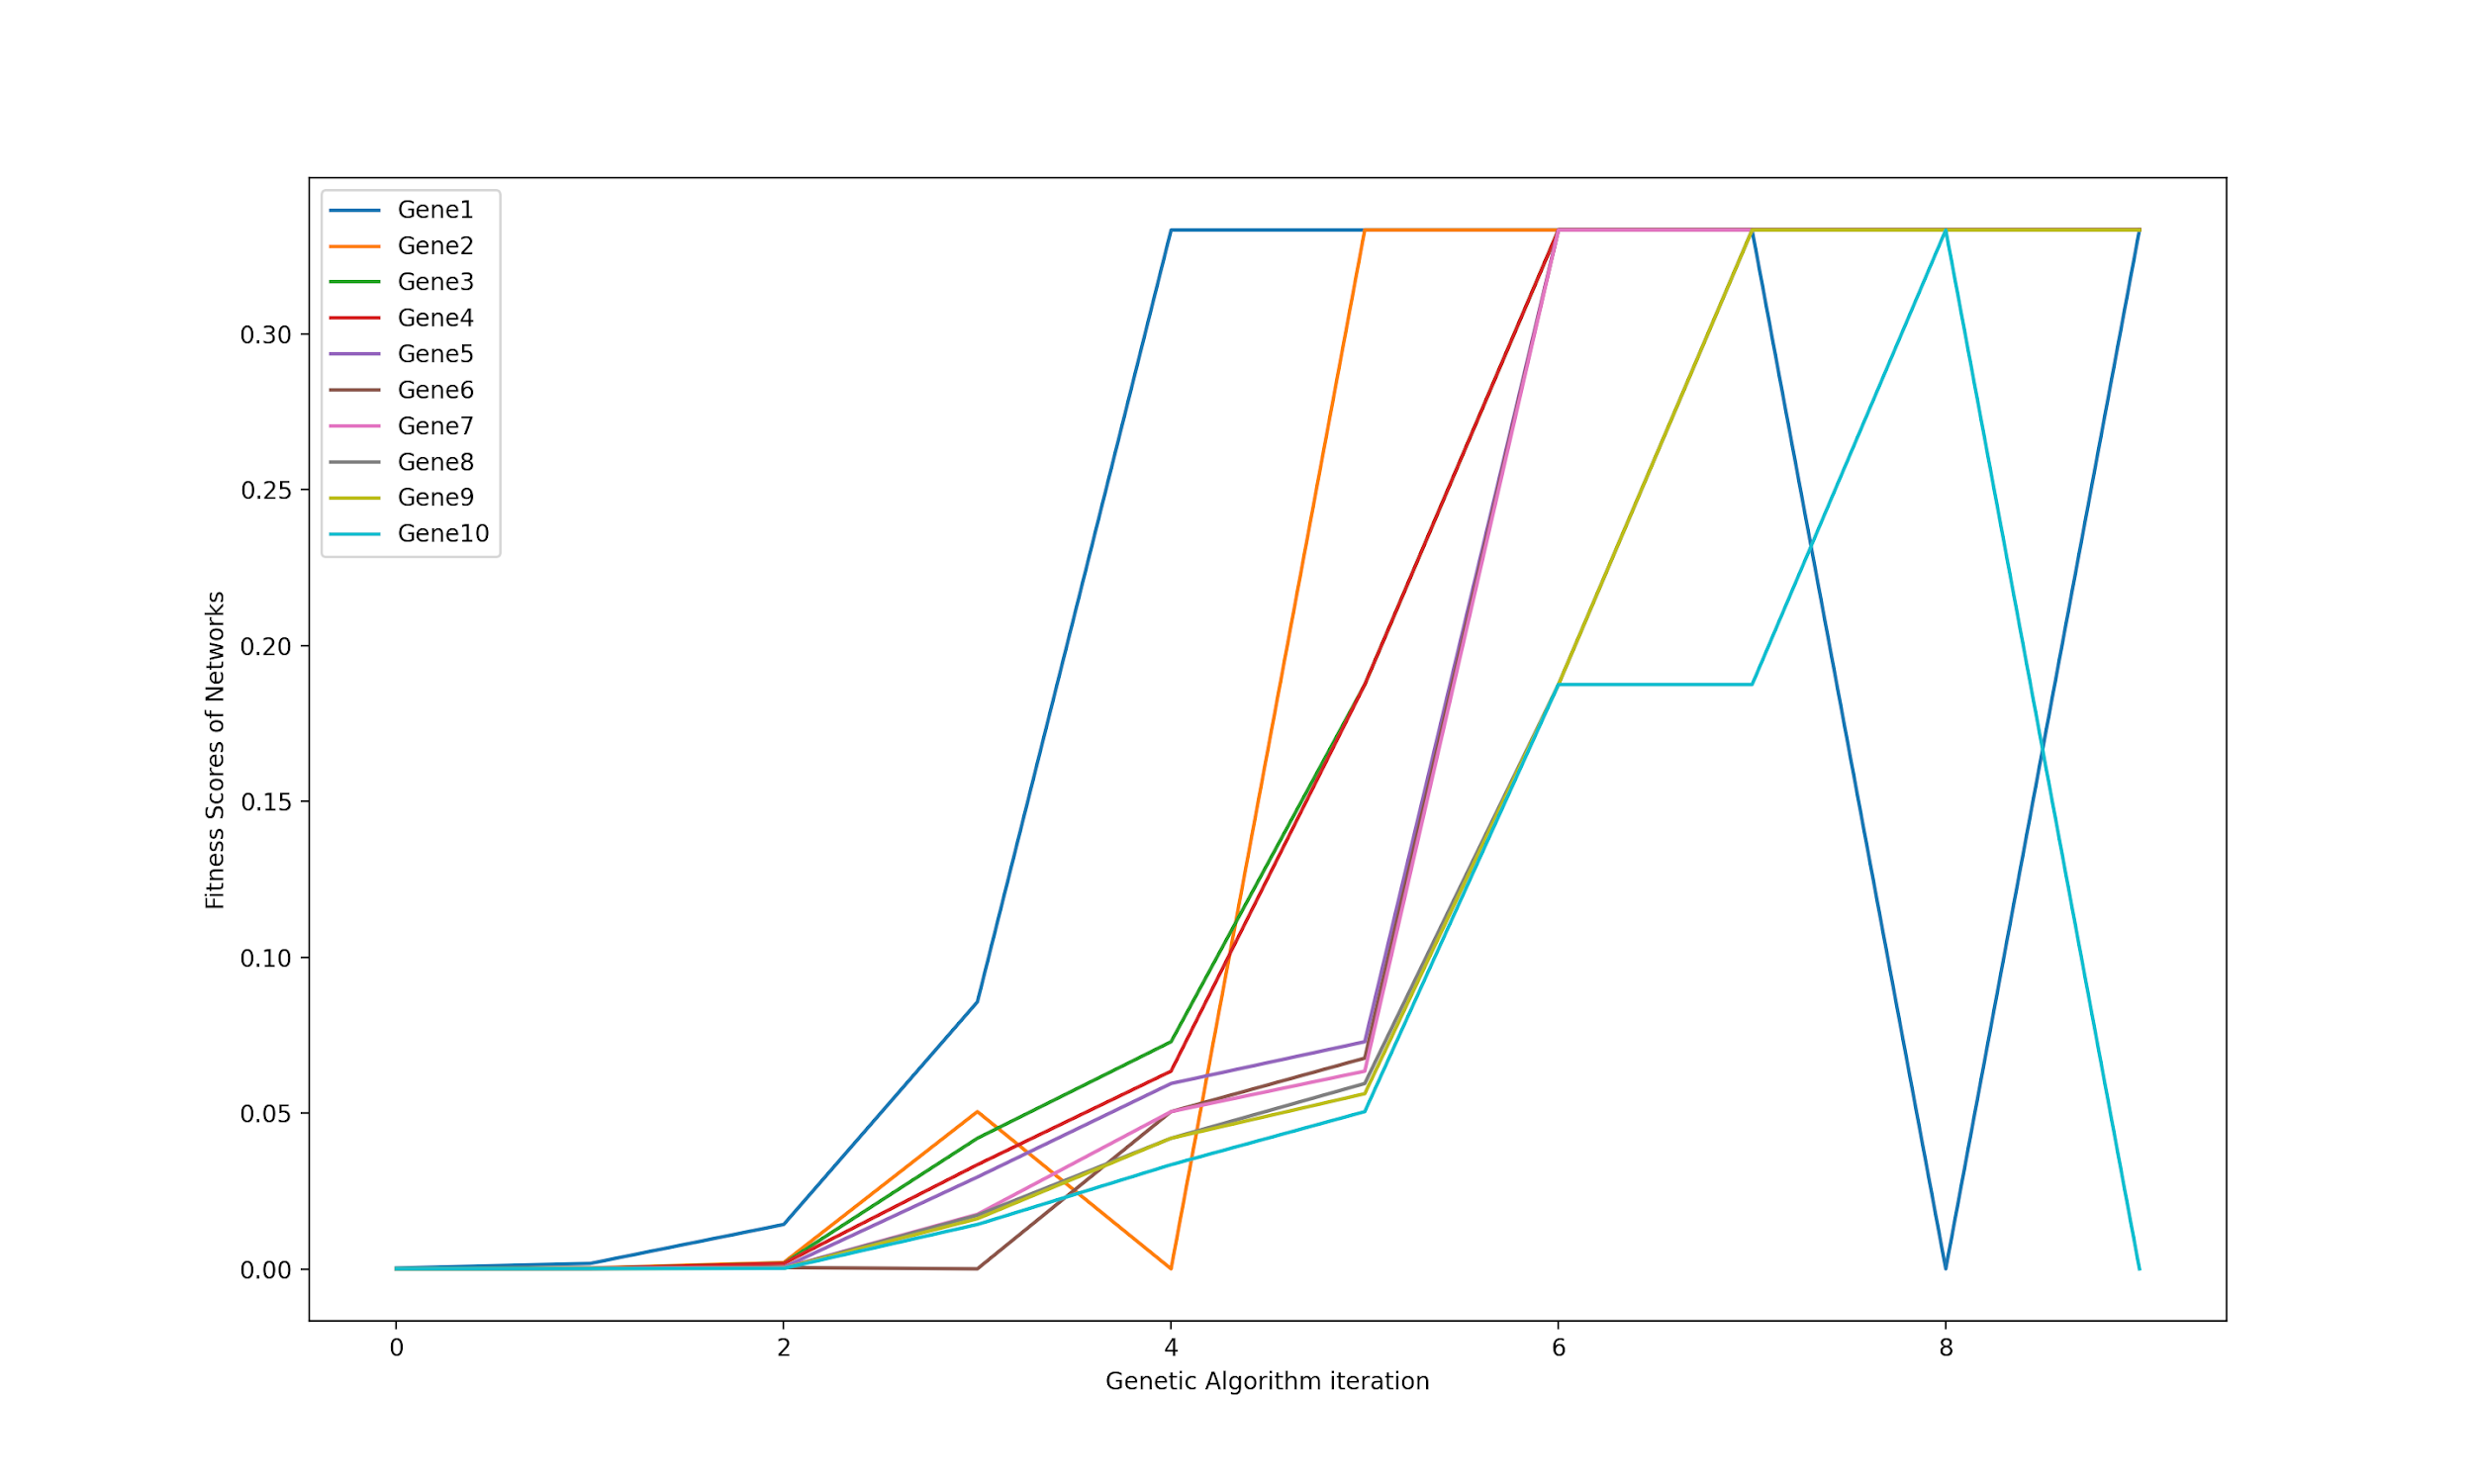 Gene1
Gene2
Gene3
Gene4
Gene5
Gene6
Gene7
Gene8
Gene9
Gene10
0.30
0.25
0.20
0.15
0.10
0.05
0.00
Fitness Scores of Networks
0 2 4 6 8
Genetic Algorithm iteration